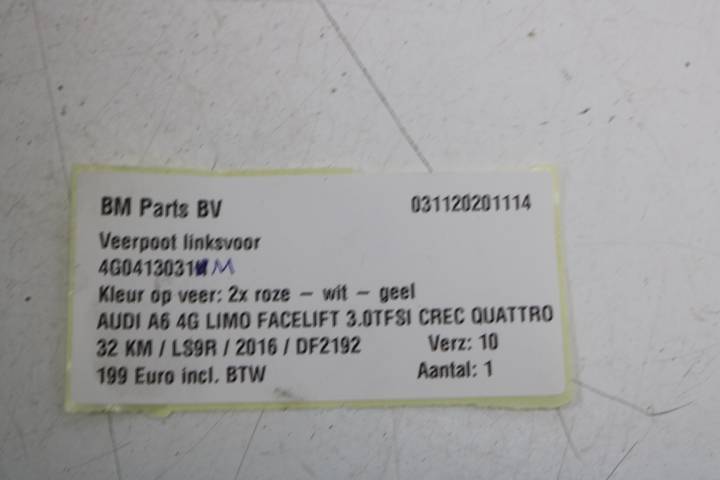 BM Parts BV 031120201114
Veerpoot linksvoor
4G0413031 M
Kleur op veer: 2x roze - wit - geel
AUDI A6 4G LIMO FACELIFT 3.0TFSI CREC QUATTRO
32 KM / LS9R / 2016 / DF2192 Verz: 10
199 Euro incl. BTW Aantal: 1